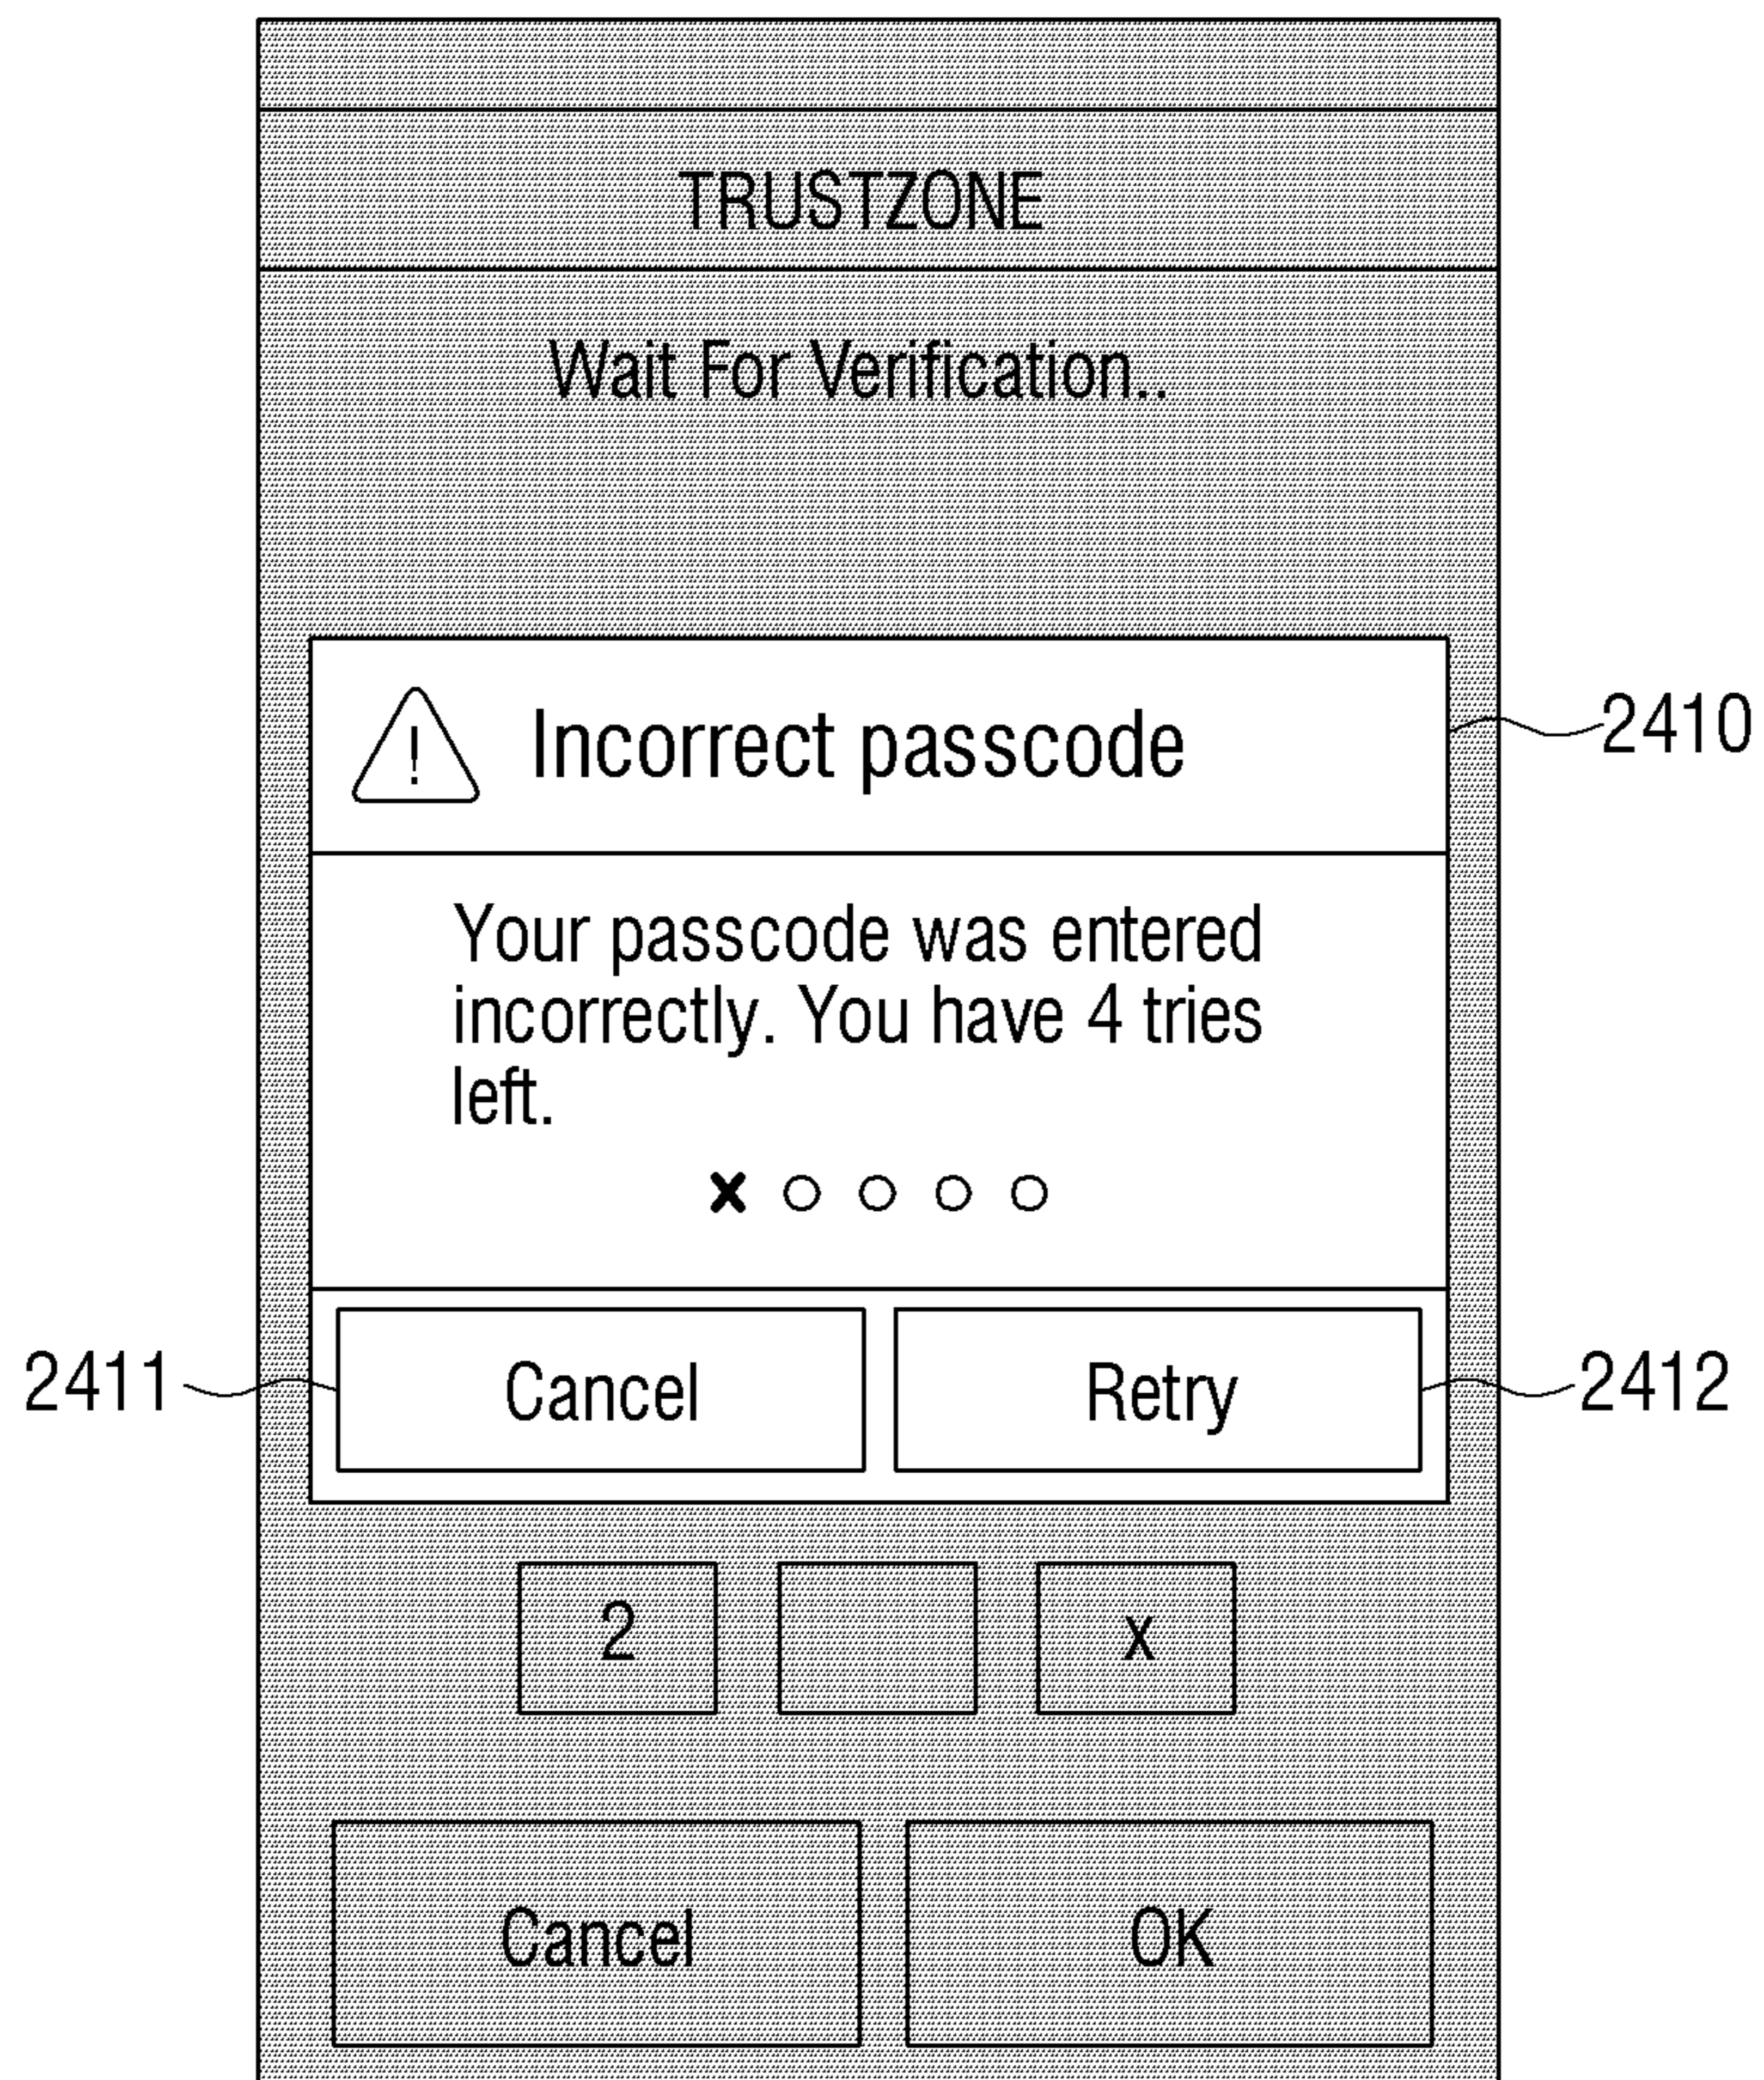 TRUSTZONE
Wait For Verification..
! Incorrect passcode
2410
Your passcode was entered
incorrectly. You have 4 tries
left.
2411
Cancel
Retry
2412
2
x
Cancel
OK